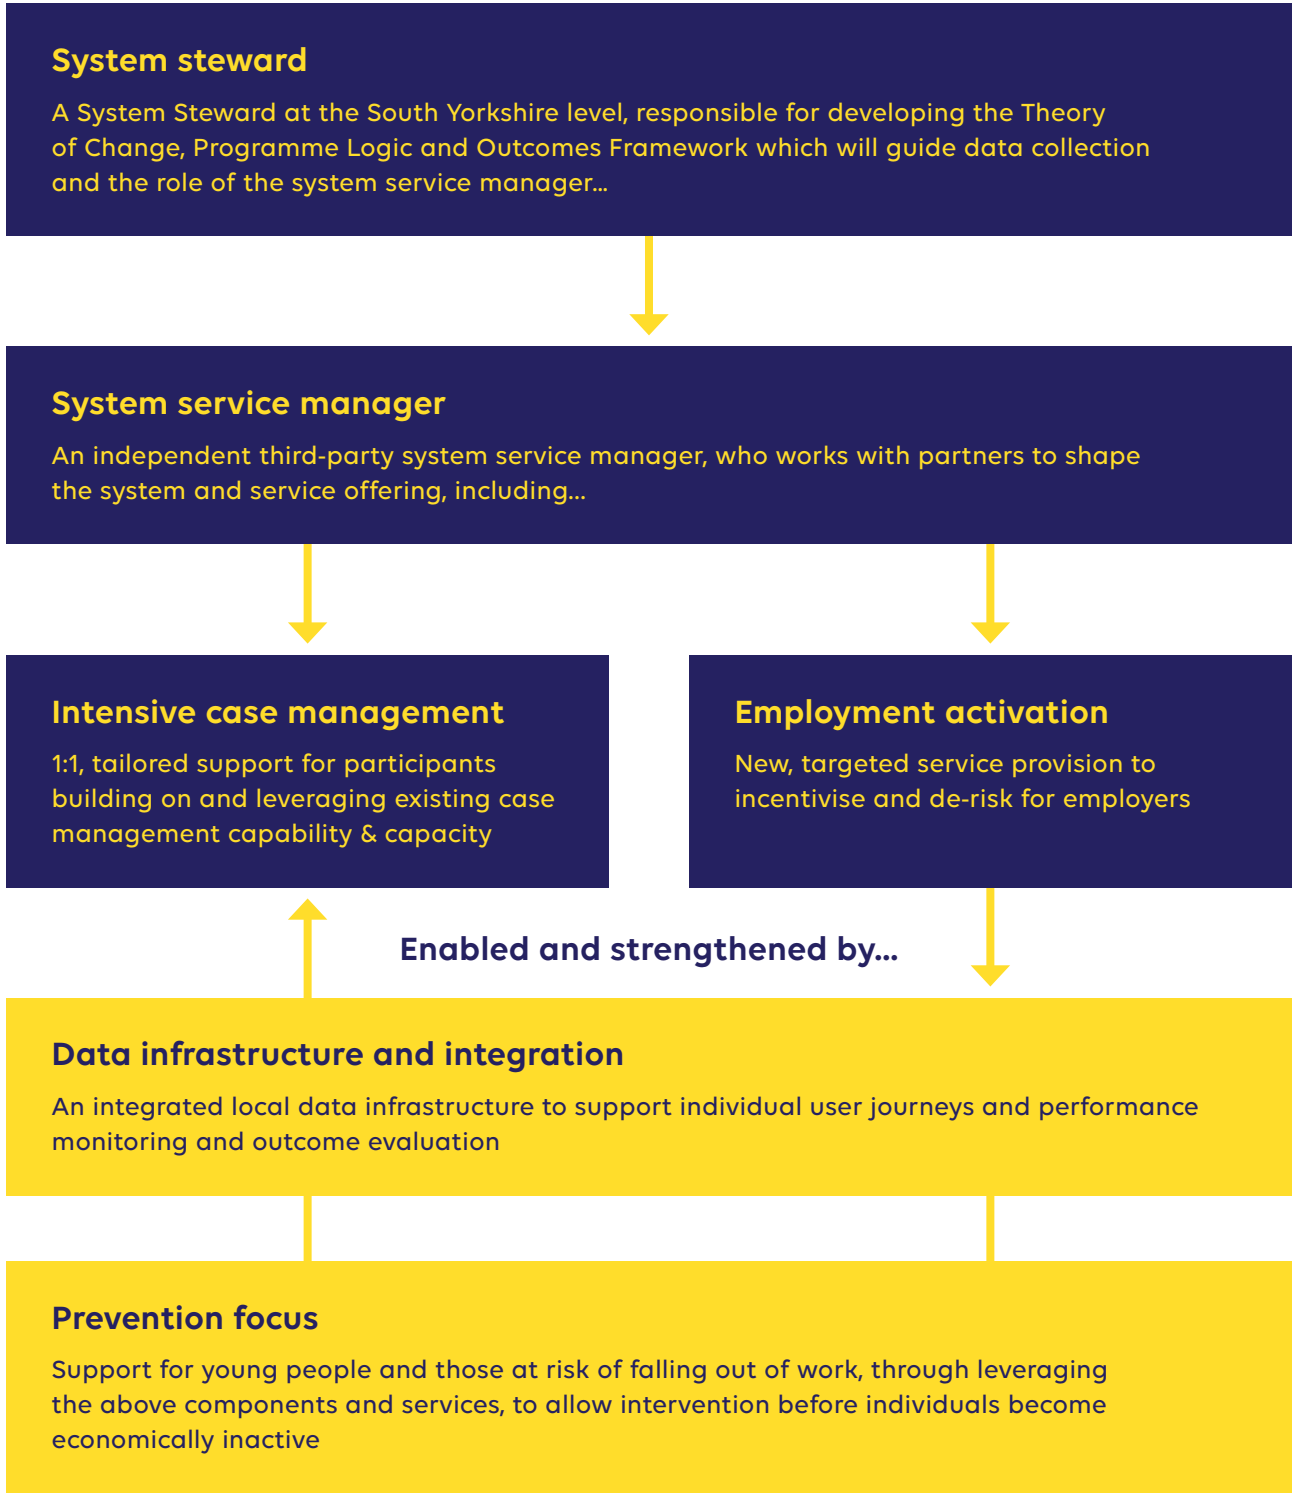 System steward
A System Steward at the South Yorkshire level, responsible for developing the Theory
of Change, Programme Logic and Outcomes Framework which will guide data collection
and the role of the system service manager...
System service manager
An independent third-party system service manager, who works with partners to shape
the system and service offering, including...
Intensive case management
1:1, tailored support for participants
building on and leveraging existing case
management capability & capacity
Employment activation
New, targeted service provision to
incentivise and de-risk for employers
Enabled and strengthened by...
Data infrastructure and integration
An integrated local data infrastructure to support individual user journeys and performance
monitoring and outcome evaluation
Prevention focus
Support for young people and those at risk of falling out of work, through leveraging
the above components and services, to allow intervention before individuals become
economically inactive